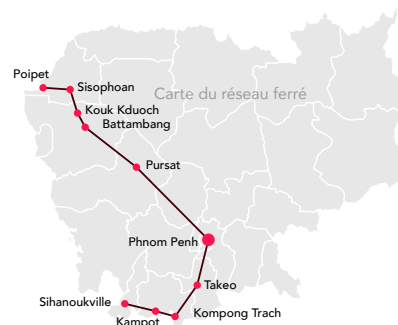 Poipet
Sisophoan
Carte du réseau ferré
Kouk Kduoch
Battambang
Pursat
Phnom Penh
Takeo
Sihanoukville
Kompong Trach
Kampot